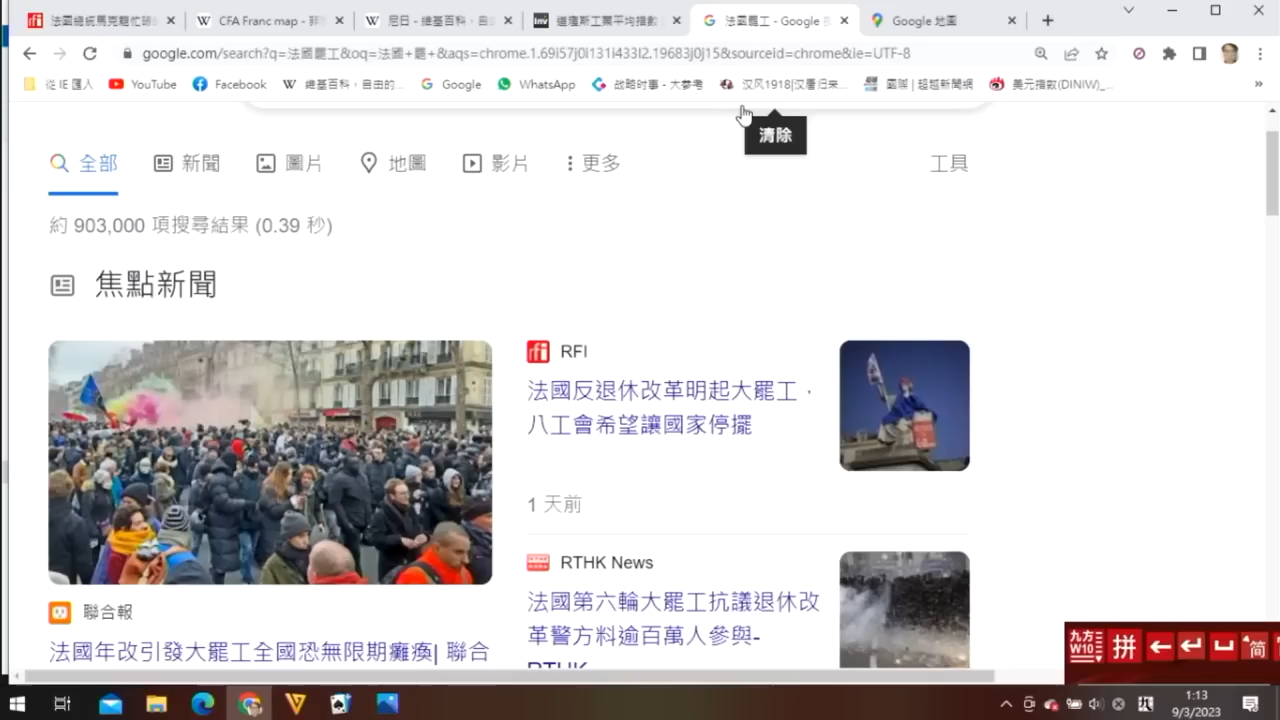 法國總統馬克龍忙碌
CFA Franc map - 菲
尼日 - 維基百科，自由
道瓊斯工業平均指數
法國罷工 - Google
Google 地圖
google.com/search?q=法國罷工&oq=法國+罷+&aqs=chrome.1.69i57j0i131i433l2.19683j0j15&sourceid=chrome&ie=UTF-8
從 IE 匯入
YouTube
Facebook
維基百科，自由的...
Google
WhatsApp
战略时事 - 大参考
汉风1918|汉唐归来...
國際 | 超越新聞網
美元指數(DINIW)_...
清除
全部
新聞
圖片
地圖
影片
更多
工具
約 903,000 項搜尋結果 (0.39 秒)
焦點新聞
RFI
法國反退休改革明起大罷工，
八工會希望讓國家停擺
1 天前
RTHK News
法國第六輪大罷工抗議退休改
革警方料逾百萬人參與-
RTHK
聯合報
法國年改引發大罷工全國恐無限期癱瘓| 聯合
九方
W10
拼
简
1:13
9/3/2023